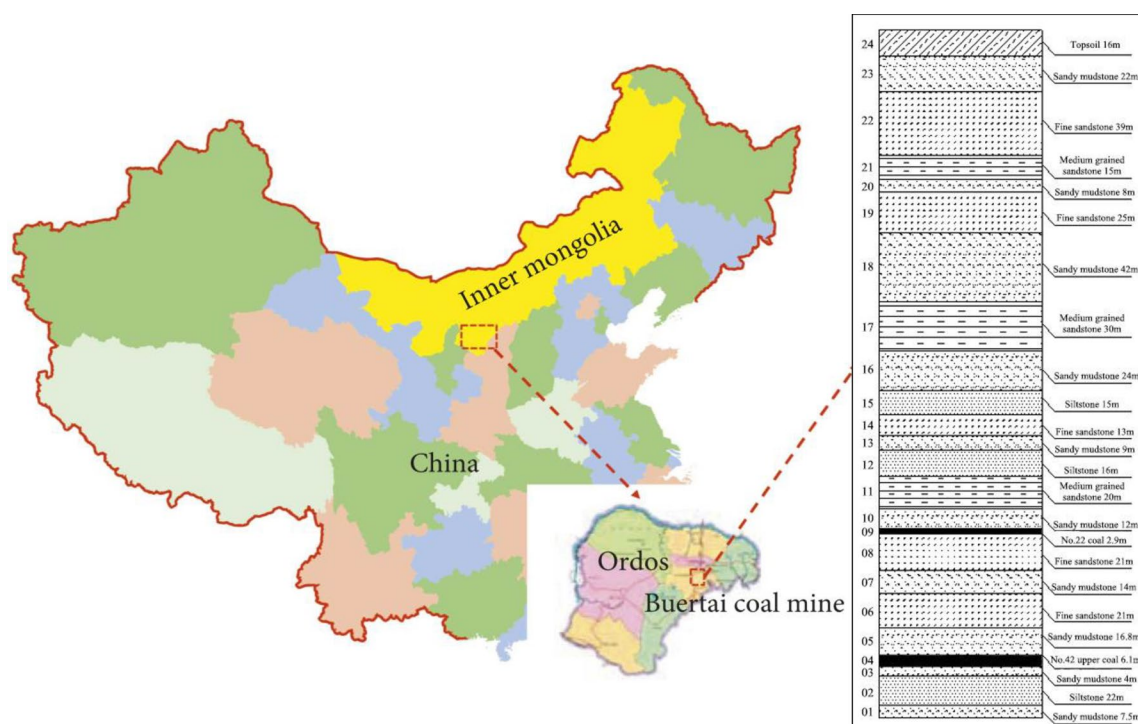 Inner mongolia
China
Ordos
Buertai coal mine
24 Topsoil 16m
23 Sandy mudstone 22m
22 Fine sandstone 39m
21 Medium grained
sandstone 15m
20 Sandy mudstone 8m
19 Fine sandstone 25m
18 Sandy mudstone 42m
17 Medium grained
sandstone 30m
16 Sandy mudstone 24m
15 Siltstone 15m
14 Fine sandstone 13m
13 Sandy mudstone 9m
12 Siltstone 16m
11 Medium grained
sandstone 20m
10 Sandy mudstone 12m
09 No.22 coal 2.9m
08 Fine sandstone 21m
07 Sandy mudstone 14m
06 Fine sandstone 21m
05 Sandy mudstone 16.8m
04 No.42 upper coal 6.1m
03 Sandy mudstone 4m
02 Siltstone 22m
01 Sandy mudstone 7.5m